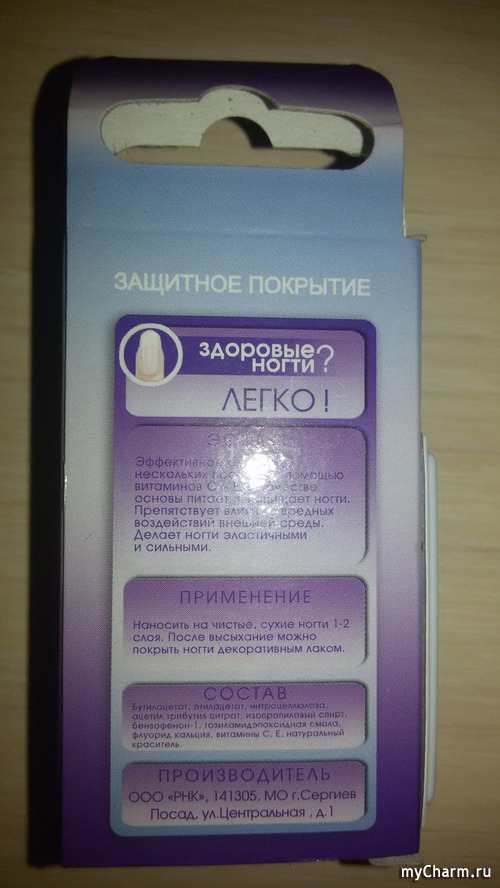 ЗАЩИТНОЕ ПОКРЫТИЕ
ЗДОРОВЫЕ
НОГТИ?
ЛЕГКО!
Эффективное
нескольких помощью
витаминов С
основы питает ногти.
Препятствует вредных
воздействий внешней среды.
Делает ногти эластичными
и сильными.
ПРИМЕНЕНИЕ
Наносить на чистые, сухие ногти 1-2
слоя. После высыхание можно
покрыть ногти декоративным лаком.
СОСТАВ
Бутилацетат, этилацетат, нитроцеллюлоза,
ацетил трибутил цитрат, изопропиловый спирт,
бензофенон-1, тозиламидэпоксидная смола,
флуорид кальция, витамины С, Е, натуральный
краситель.
ПРОИЗВОДИТЕЛЬ
ООО «РНК», 141305, МО г.Сергиев
Посад, ул.Центральная , д.1
myCharm.ru